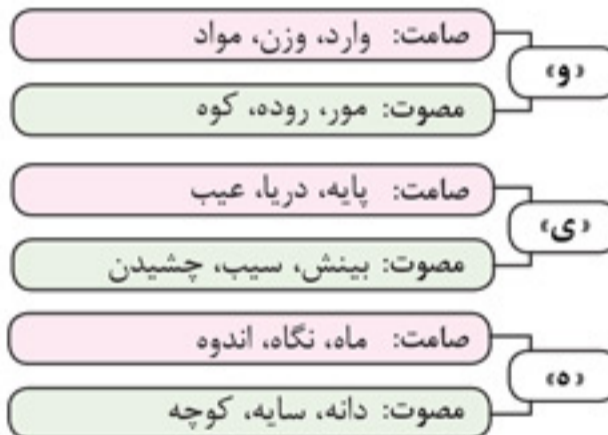 «و»
صامت: وارد، وزن، مواد
مصوت: مور، روده، کوه
«ی»
صامت: پایه، دریا، عیب
مصوت: بینش، سیب، چشیدن
«ه»
صامت: ماه، نگاه، اندوه
مصوت: دانه، سایه، کوچه